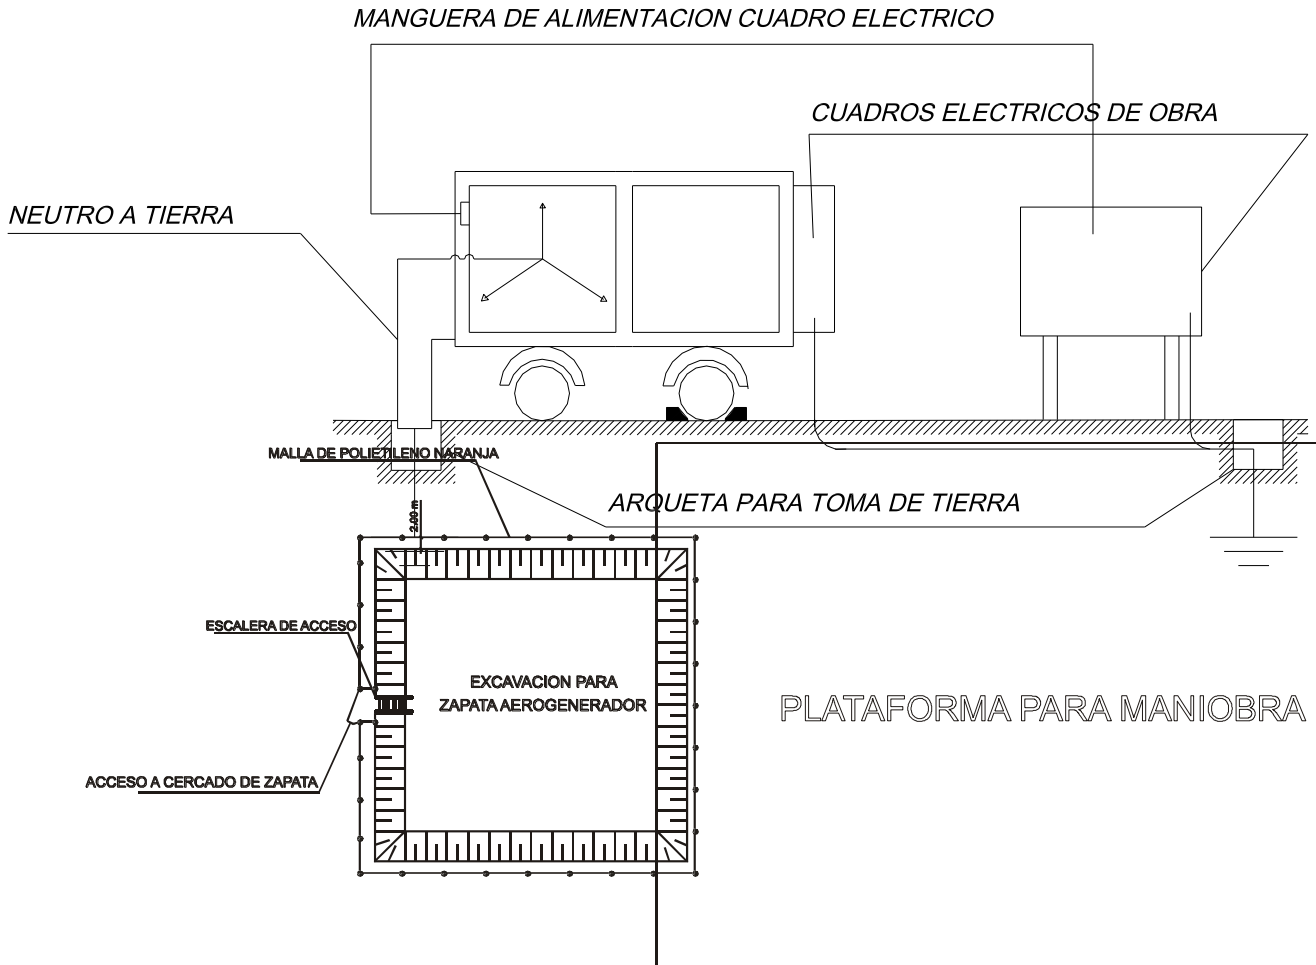 MANGUERA DE ALIMENTACION CUADRO ELECTRICO
CUADROS ELECTRICOS DE OBRA
NEUTRO A TIERRA
MALLA DE POLIETILENO NARANJA
ARQUETA PARA TOMA DE TIERRA
2.00 m
ESCALERA DE ACCESO
EXCAVACION PARA
ZAPATA AEROGENERADOR
PLATAFORMA PARA MANIOBRA
ACCESO A CERCADO DE ZAPATA